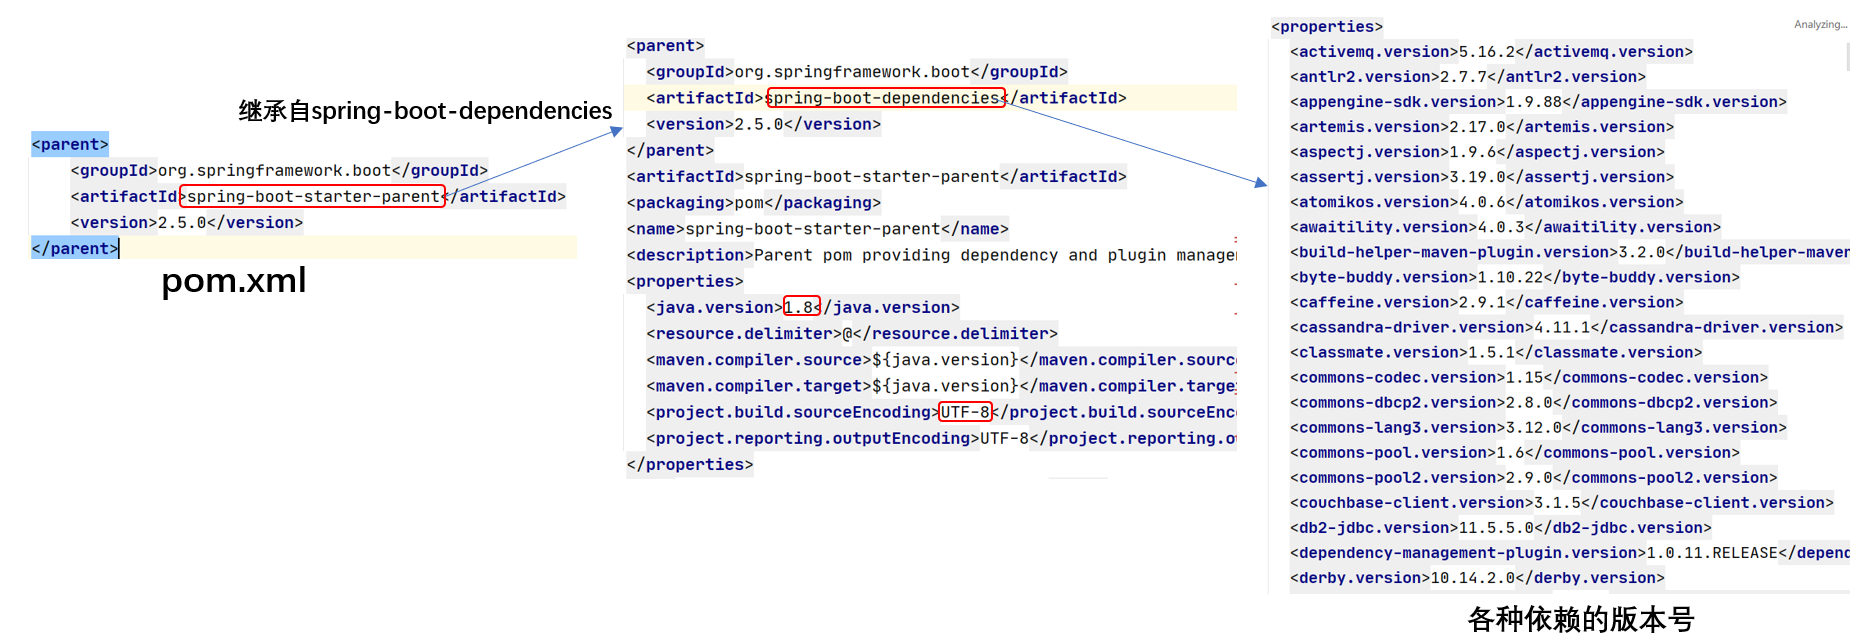 继承自spring-boot-dependencies
<parent>
<groupId>org.springframework.boot</groupId>
<artifactId>spring-boot-starter-parent</artifactId>
<version>2.5.0</version>
</parent>
pom.xml
<parent>
<groupId>org.springframework.boot</groupId>
<artifactId>spring-boot-dependencies</artifactId>
<version>2.5.0</version>
</parent>
<artifactId>spring-boot-starter-parent</artifactId>
<packaging>pom</packaging>
<name>spring-boot-starter-parent</name>
<description>Parent pom providing dependency and plugin manage
<properties>
<java.version>1.8</java.version>
<resource.delimiter>@</resource.delimiter>
<maven.compiler.source>${java.version}</maven.compiler.sourc
<maven.compiler.target>${java.version}</maven.compiler.targe
<project.build.sourceEncoding>UTF-8</project.build.sourceEnc
<project.reporting.outputEncoding>UTF-8</project.reporting.o
</properties>
<properties>
Analyzing...
<activemq.version>5.16.2</activemq.version>
<antlr2.version>2.7.7</antlr2.version>
<appengine-sdk.version>1.9.88</appengine-sdk.version>
<artemis.version>2.17.0</artemis.version>
<aspectj.version>1.9.6</aspectj.version>
<assertj.version>3.19.0</assertj.version>
<atomikos.version>4.0.6</atomikos.version>
<awaitility.version>4.0.3</awaitility.version>
<build-helper-maven-plugin.version>3.2.0</build-helper-maven
<byte-buddy.version>1.10.22</byte-buddy.version>
<caffeine.version>2.9.1</caffeine.version>
<cassandra-driver.version>4.11.1</cassandra-driver.version>
<classmate.version>1.5.1</classmate.version>
<commons-codec.version>1.15</commons-codec.version>
<commons-dbcp2.version>2.8.0</commons-dbcp2.version>
<commons-lang3.version>3.12.0</commons-lang3.version>
<commons-pool.version>1.6</commons-pool.version>
<commons-pool2.version>2.9.0</commons-pool2.version>
<couchbase-client.version>3.1.5</couchbase-client.version>
<db2-jdbc.version>11.5.5.0</db2-jdbc.version>
<dependency-management-plugin.version>1.0.11.RELEASE</depend
<derby.version>10.14.2.0</derby.version>
各种依赖的版本号